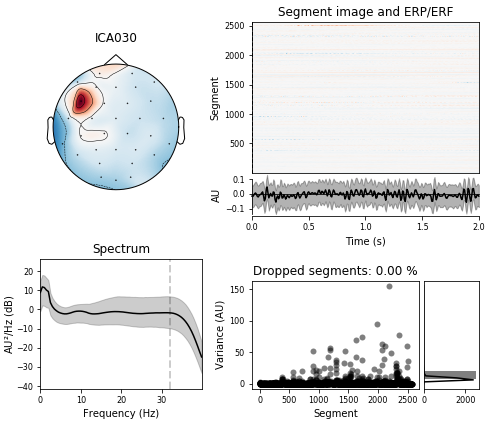 ICA030
Segment image and ERP/ERF
2500
2000
1500
1000
500
Segment
0.1
0.0
−0.1
AU
0.0 0.5 1.0 1.5 2.0
Time (s)
Spectrum
20
10
0
−10
−20
−30
−40
AU²/Hz (dB)
0 10 20 30
Frequency (Hz)
Dropped segments: 0.00 %
150
100
50
0
Variance (AU)
0 500 1000 1500 2000 2500
Segment
0 2000